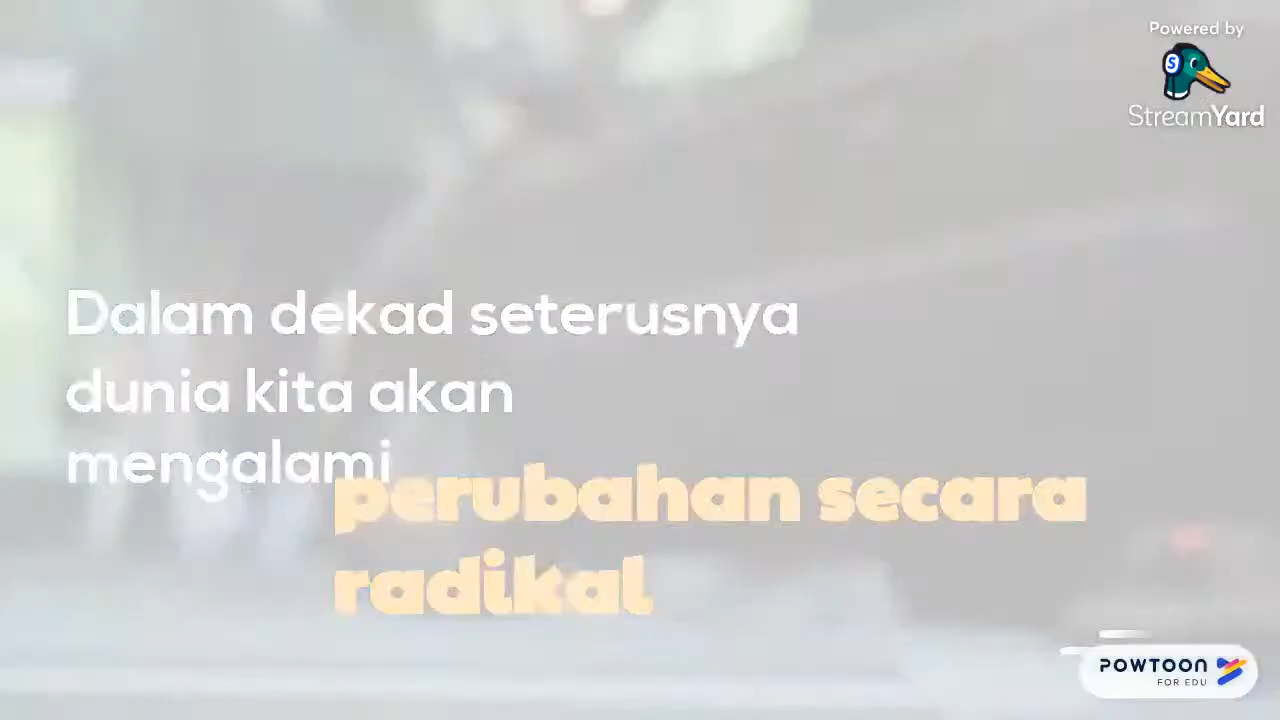 Powered by
StreamYard
Dalam dekad seterusnya
dunia kita akan
mengalami
perubahan secara
radikal
POWTOON
FOR EDU